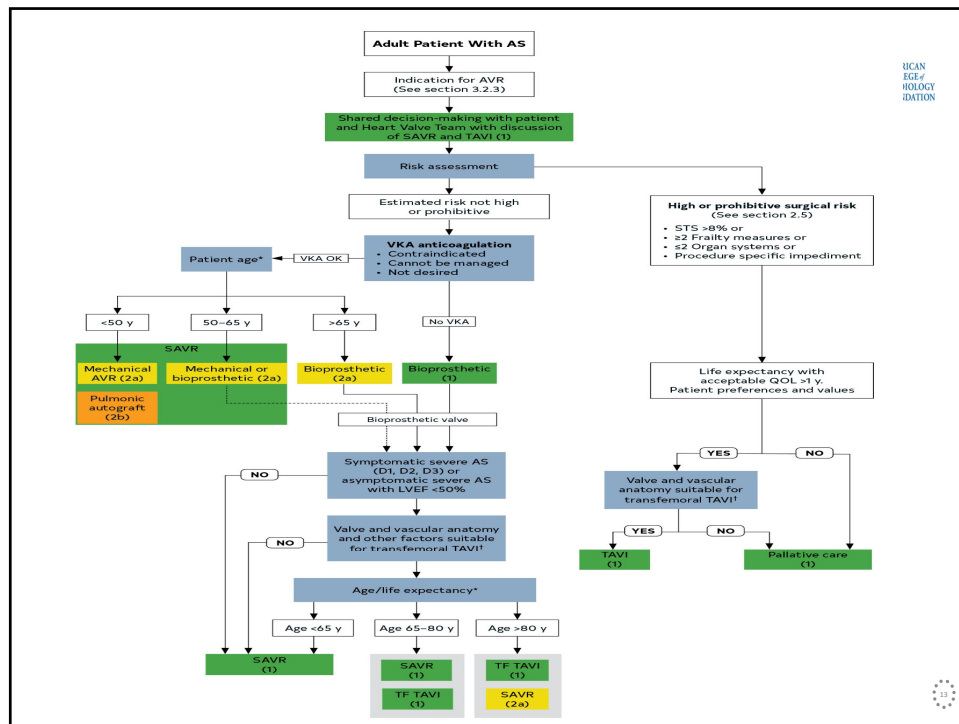 Adult Patient With AS
RICAN
EGE of
IOLOGY
NDATION
Indication for AVR
(See section 3.2.3)
Shared decision-making with patient
and Heart Valve Team with discussion
of SAVR and TAVI (1)
Risk assessment
Estimated risk not high
or prohibitive
High or prohibitive surgical risk
(See section 2.5)
• STS >8% or
• ≥2 Frailty measures or
• ≤2 Organ systems or
• Procedure specific impediment
VKA anticoagulation
• Contraindicated
• Cannot be managed
• Not desired
VKA OK
Patient age*
<50 y
50–65 y
>65 y
No VKA
SAVR
Mechanical
AVR (2a)
Mechanical or
bioprosthetic (2a)
Bioprosthetic
(2a)
Bioprosthetic
(1)
Pulmonic
autograft
(2b)
Bioprosthetic valve
Life expectancy with
acceptable QOL >1 y.
Patient preferences and values
YES
NO
Symptomatic severe AS
(D1, D2, D3) or
asymptomatic severe AS
with LVEF <50%
NO
Valve and vascular
anatomy suitable for
transfemoral TAVI†
YES
NO
Valve and vascular anatomy
and other factors suitable
for transfemoral TAVI†
NO
TAVI
(1)
Pallative care
(1)
Age/life expectancy*
Age <65 y
Age 65–80 y
Age >80 y
SAVR
(1)
SAVR
(1)
TF TAVI
(1)
TF TAVI
(1)
SAVR
(2a)
13